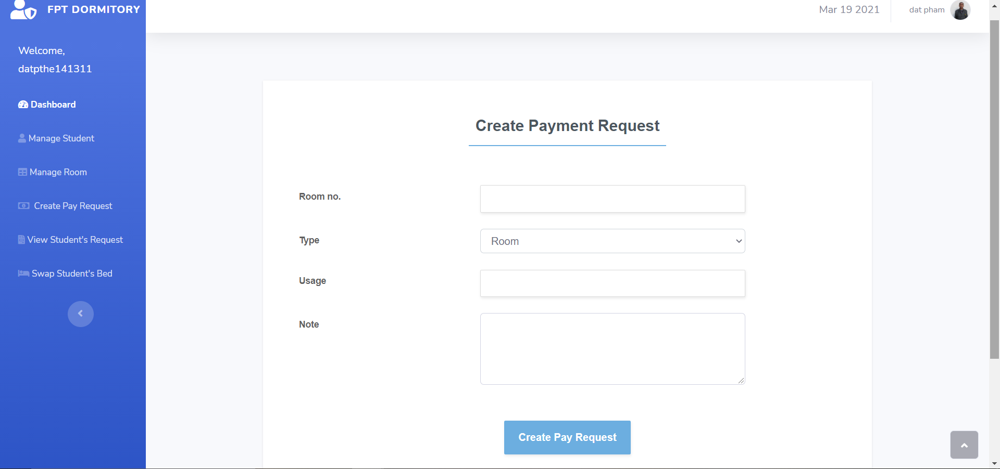 FPT DORMITORY
Mar 19 2021
dat pham
Welcome,
datpthe141311
Dashboard
Manage Student
Manage Room
Create Pay Request
View Student's Request
Swap Student's Bed
Create Payment Request
Room no.
Type
Room
Usage
Note
Create Pay Request